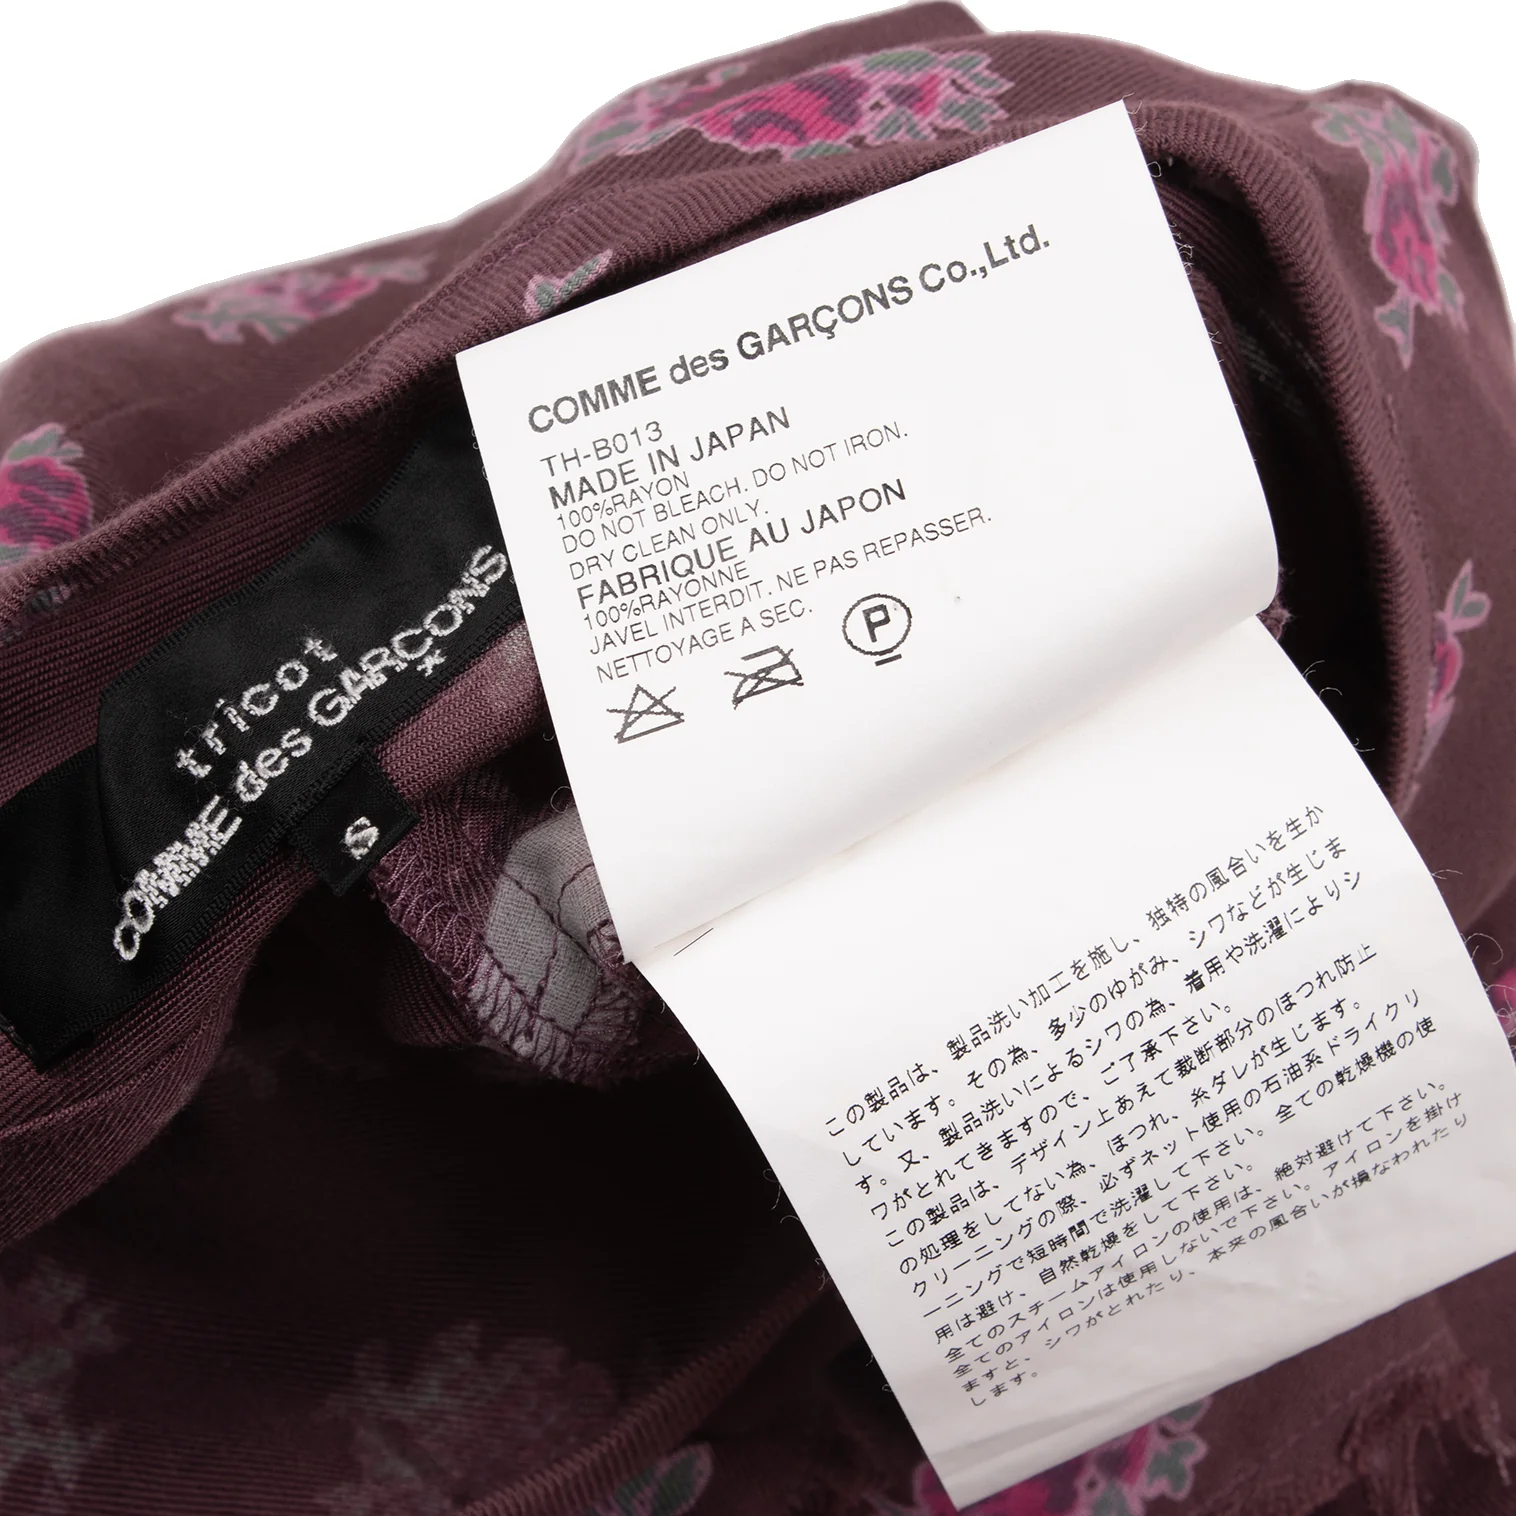 COMME des GARÇONS Co.,Ltd.
TH-B013
MADE IN JAPAN
100%RAYON
DO NOT BLEACH. DO NOT IRON.
DRY CLEAN ONLY.
FABRIQUE AU JAPON
100%RAYONNE
JAVEL INTERDIT. NE PAS REPASSER.
NETTOYAGE A SEC.
P
tricot
COMME des GARÇONS
*
S
この製品は、製品洗い加工を施し、独特の風合いを生か
しています。その為、多少のゆがみ、シワなどが生じま
す。又、製品洗いによるシワの為、着用や洗濯によりシ
ワがとれてきますので、ご了承下さい。
この製品は、デザイン上あえて裁断部分のほつれ防止
の処理をしてない為、ほつれ、糸ダレが生じます。
クリーニングの際、必ずネット使用の石油系ドライクリ
ーニングで短時間で洗濯して下さい。全ての乾燥機の使
用は避け、自然乾燥をして下さい。
全てのスチームアイロンの使用は、絶対避けて下さい。
全てのアイロンは使用しないで下さい。アイロンを掛け
ますと、シワがとれたり、本来の風合いが損なわれたり
します。